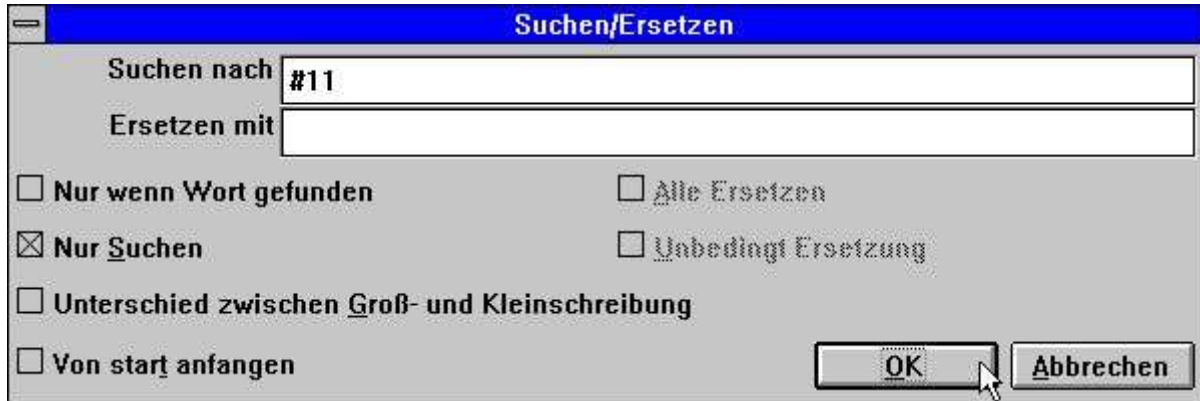 Suchen/Ersetzen
Suchen nach #11
Ersetzen mit
Nur wenn Wort gefunden Alle Ersetzen
Nur Suchen Unbedingt Ersetzung
Unterschied zwischen Groß- und Kleinschreibung
Von start anfangen OK Abbrechen